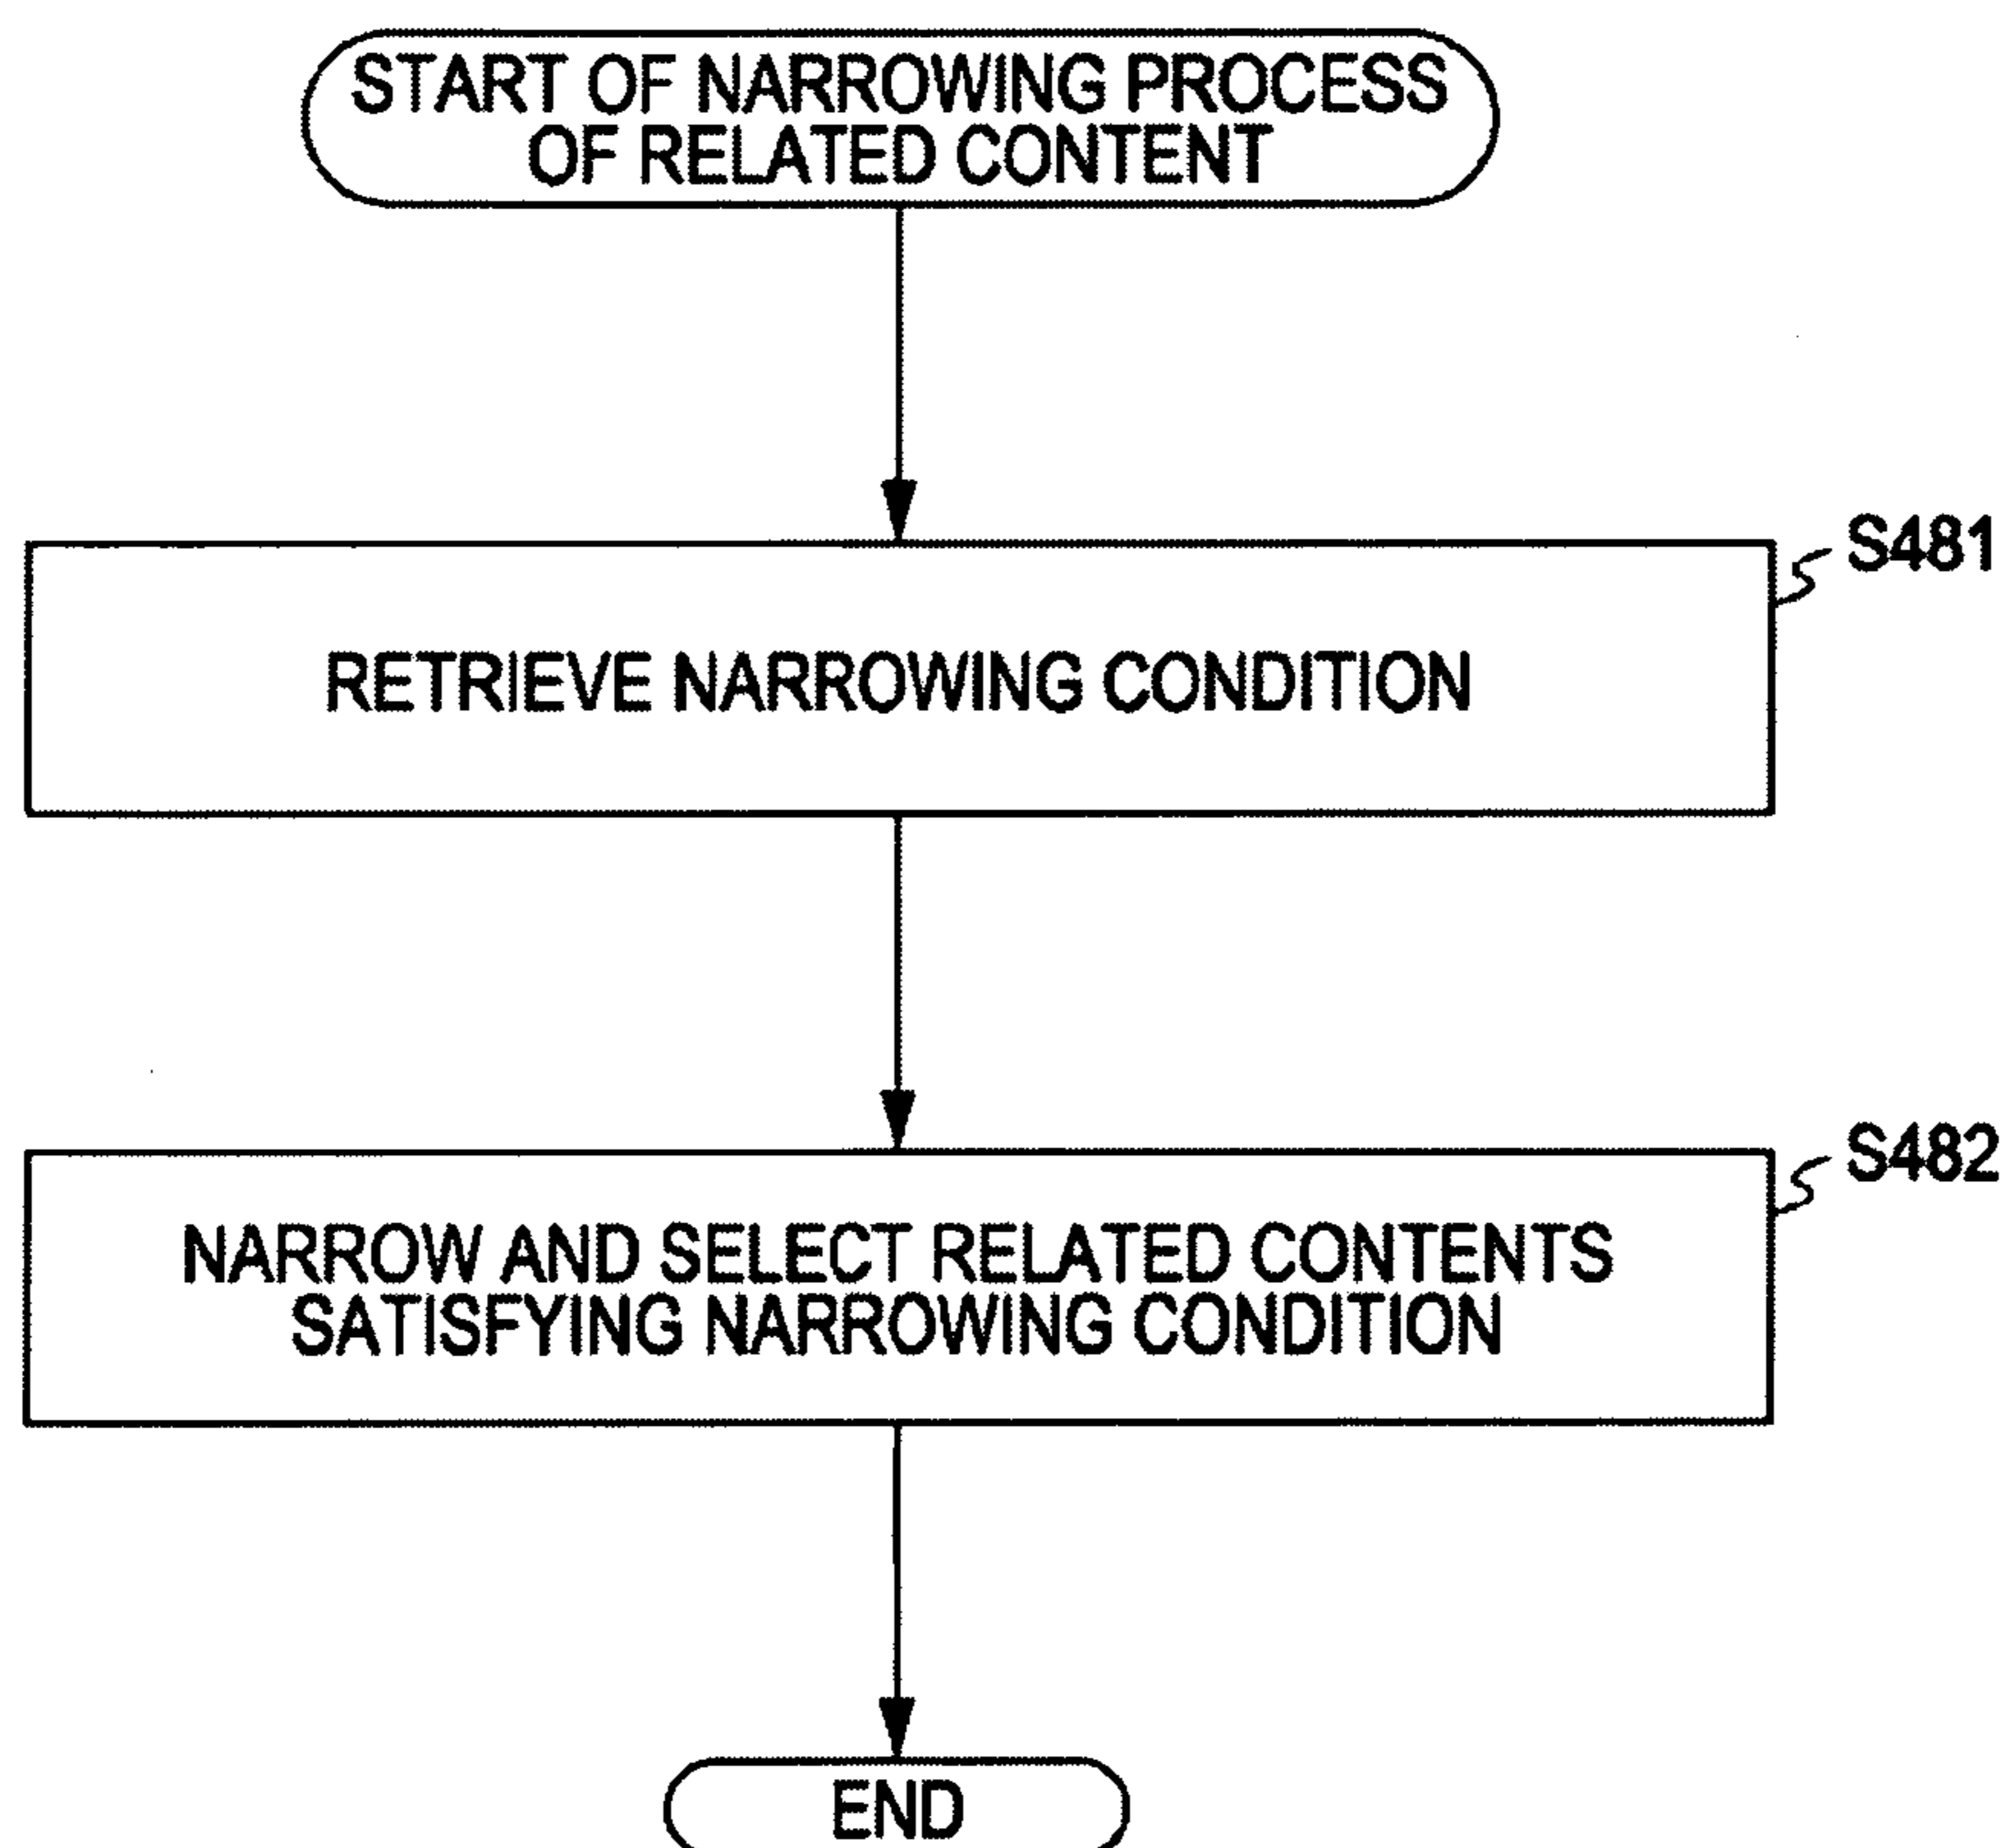 START OF NARROWING PROCESS
OF RELATED CONTENT
S481
RETRIEVE NARROWING CONDITION
S482
NARROW AND SELECT RELATED CONTENTS
SATISFYING NARROWING CONDITION
END